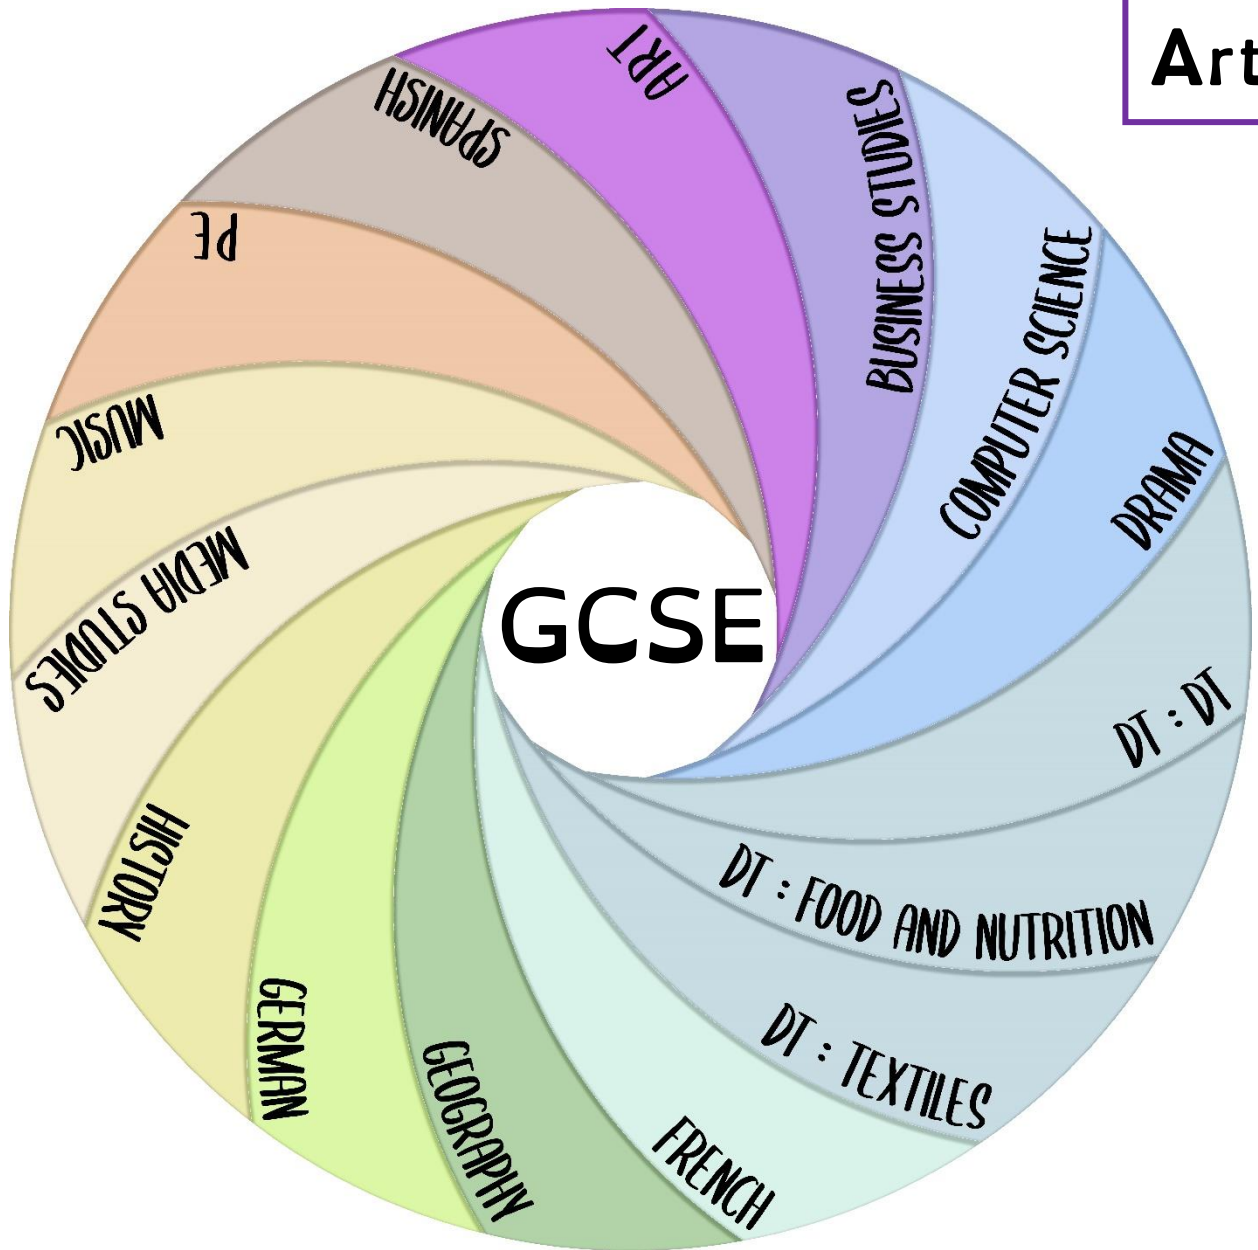 Art
ART
BUSINESS STUDIES
COMPUTER SCIENCE
DRAMA
DT : DT
DT : FOOD AND NUTRITION
DT : TEXTILES
FRENCH
GEOGRAPHY
GERMAN
HISTORY
MEDIA STUDIES
MUSIC
PE
SPANISH
GCSE